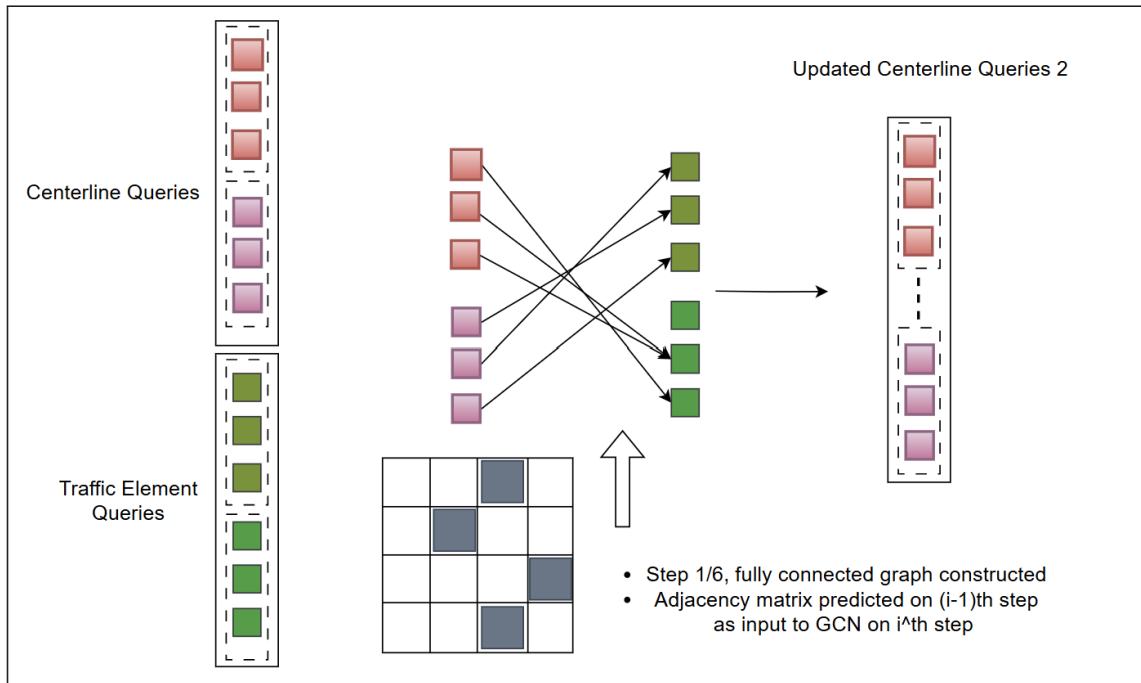 Updated Centerline Queries 2
Centerline Queries
Traffic Element
Queries
• Step 1/6, fully connected graph constructed
• Adjacency matrix predicted on (i-1)th step
as input to GCN on i^th step